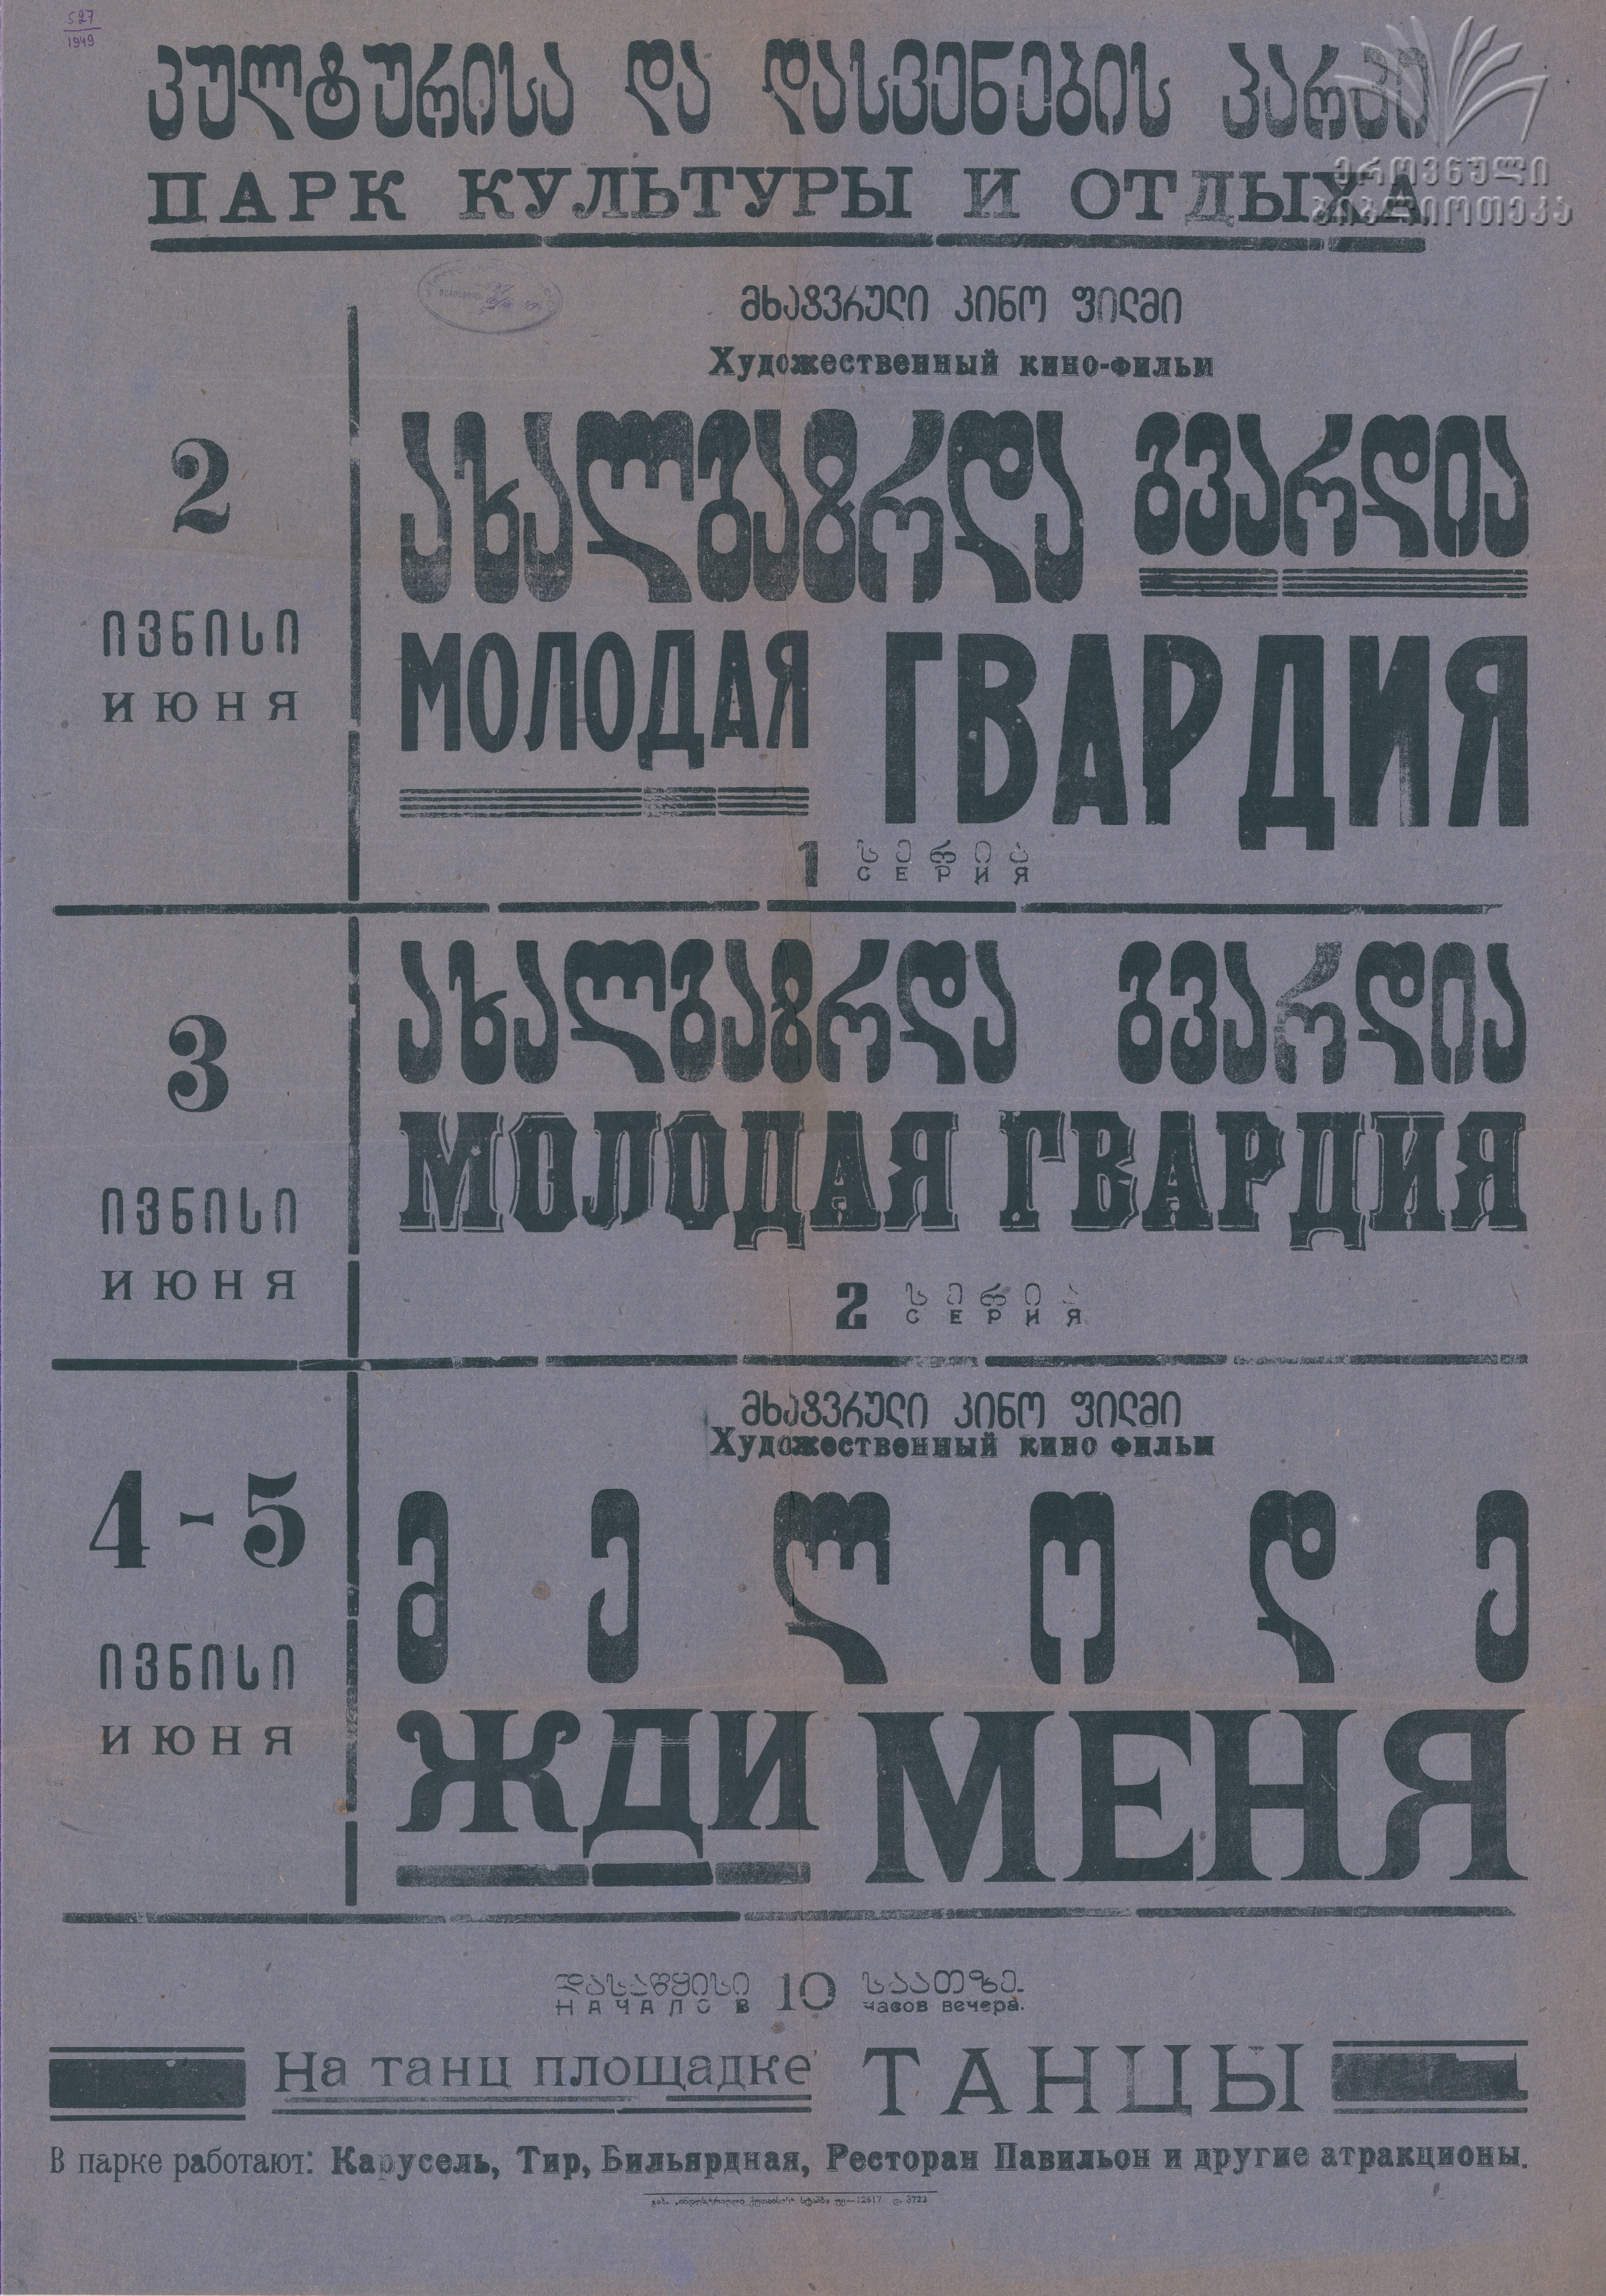 527
1949
კულტურისა და დასვენების პარკი
ПАРК КУЛЬТУРЫ И ОТДЫХА
ეროვნული
ბიბლიოთეკა
მხატვრული კინო ფილმი
Художественный кино-фильм
2
ივნისი
ИЮНЯ
ახალგაზრდა გვარდია
МОЛОДАЯ ГВАРДИЯ
1 სერია
СЕРИЯ
3
ივნისი
ИЮНЯ
ახალგაზრდა გვარდია
МОЛОДАЯ ГВАРДИЯ
2 სერია
СЕРИЯ
4-5
ივნისი
ИЮНЯ
მხატვრული კინო ფილმი
Художественный кино фильм
მელოდე
ЖДИ МЕНЯ
დასაწყისი 10 საათზე.
НАЧАЛО В часов вечера.
На танц площадке ТАНЦЫ
В парке работают: Карусель, Тир, Бильярдная, Ресторан Павильон и другие атракционы.